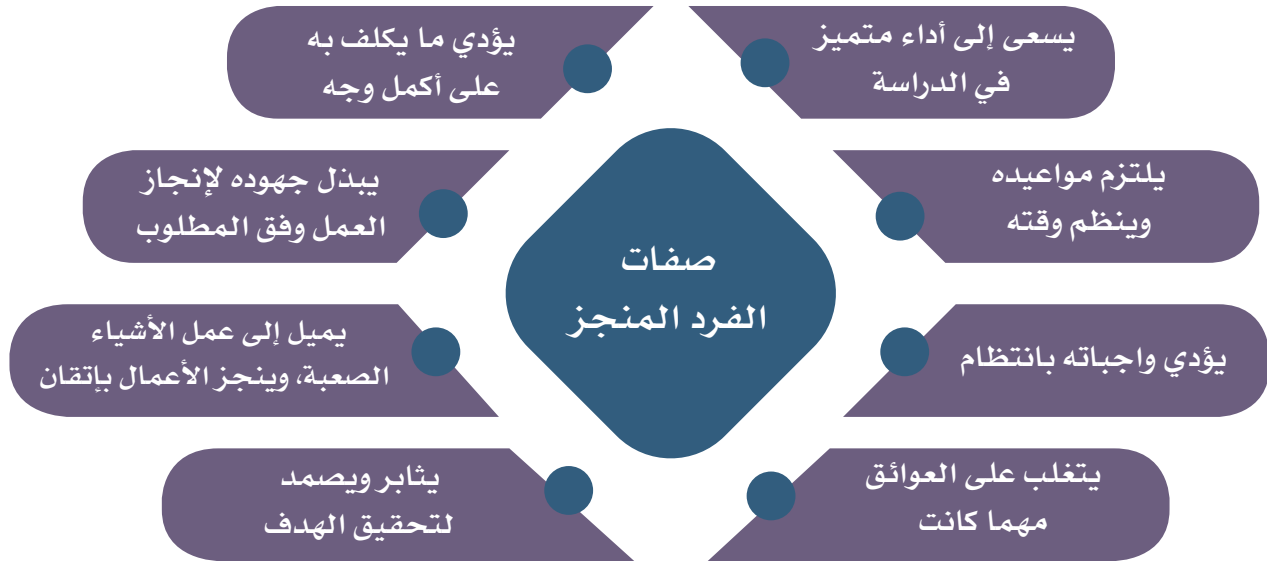 صفات
الفرد المنجز
يسعى إلى أداء متميز
في الدراسة
يلتزم مواعيده
وينظم وقته
يؤدي واجباته بانتظام
يتغلب على العوائق
مهما كانت
يؤدي ما يكلف به
على أكمل وجه
يبذل جهوده لإنجاز
العمل وفق المطلوب
يميل إلى عمل الأشياء
الصعبة، وينجز الأعمال بإتقان
يثابر ويصمد
لتحقيق الهدف